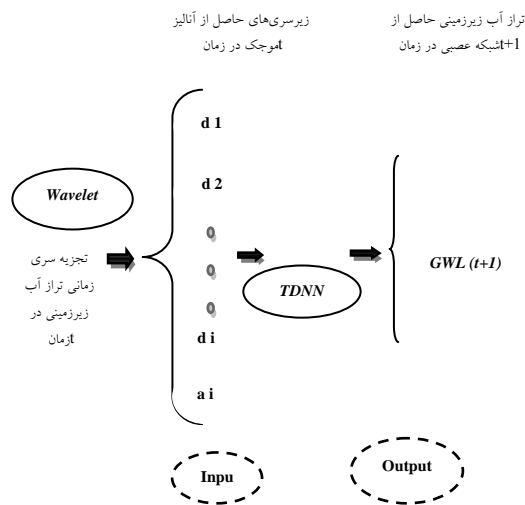 زیرسری‌های حاصل از آنالیز
موجک در زمان t
تراز آب زیرزمینی حاصل از
شبکه عصبی در زمان t+1
Wavelet
تجزیه سری
زمانی تراز آب
زیرزمینی در
زمان t
d 1
d 2
d i
a i
TDNN
GWL (t+1)
Inpu
Output